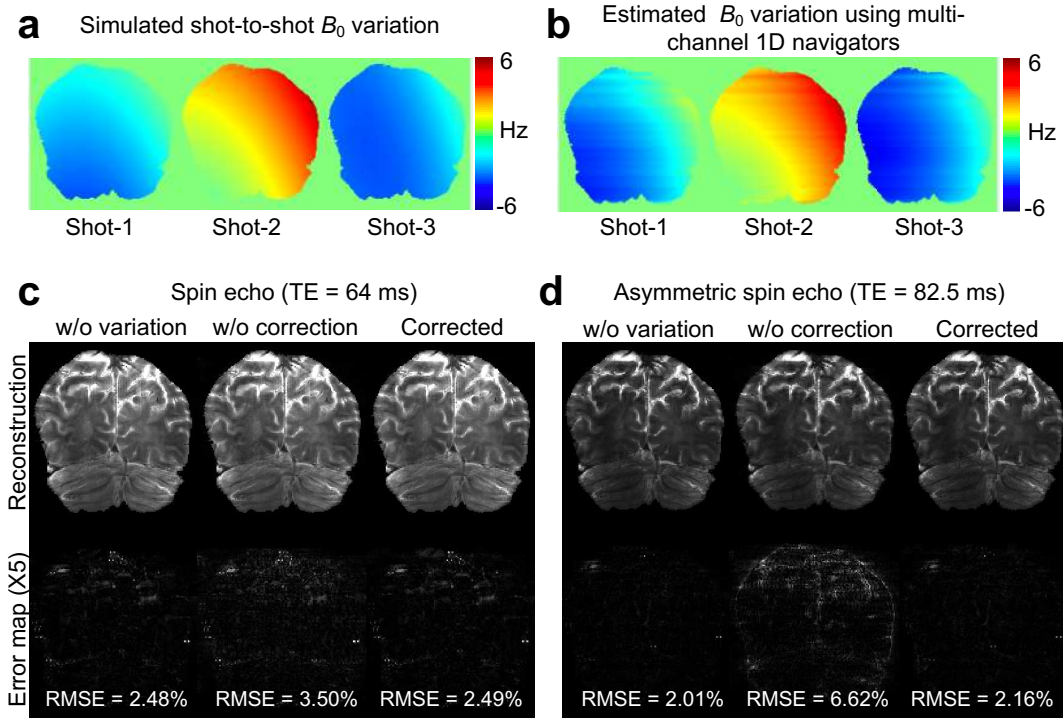 a
Simulated shot-to-shot B0 variation
6
Hz
-6
Shot-1
Shot-2
Shot-3
b
Estimated B0 variation using multi-
channel 1D navigators
6
Hz
-6
Shot-1
Shot-2
Shot-3
c
Spin echo (TE = 64 ms)
w/o variation
w/o correction
Corrected
Reconstruction
Error map (X5)
RMSE = 2.48%
RMSE = 3.50%
RMSE = 2.49%
d
Asymmetric spin echo (TE = 82.5 ms)
w/o variation
w/o correction
Corrected
RMSE = 2.01%
RMSE = 6.62%
RMSE = 2.16%